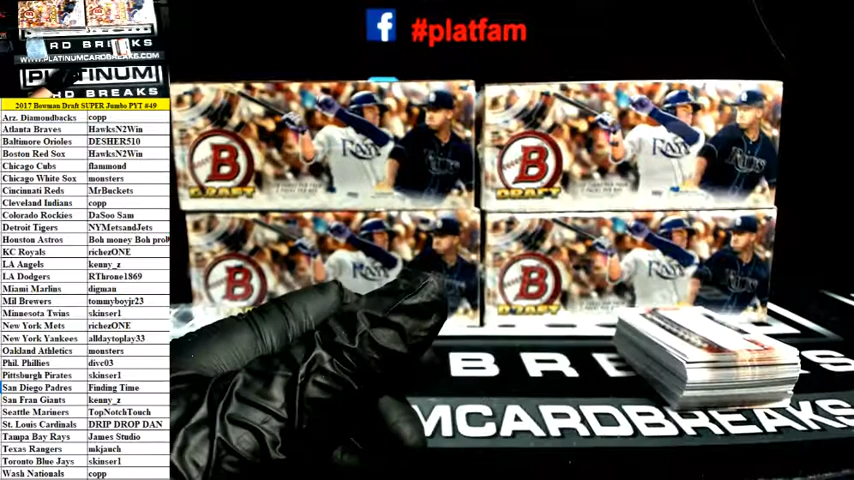 #platfam
RD BREAKS
WWW.PLATINUMCARDBREAKS.COM
PLATINUM
RD BREAKS
2017 Bowman Draft SUPER Jumbo PYT #49
Arz. Diamondbacks copp
Atlanta Braves HawksN2Win
Baltimore Orioles DESHER510
Boston Red Sox HawksN2Win
Chicago Cubs flammond
Chicago White Sox monsters
Cincinnati Reds MrBuckets
Cleveland Indians copp
Colorado Rockies DaSoo Sam
Detroit Tigers NYMetsandJets
Houston Astros Boh money Boh prol
KC Royals richezONE
LA Angels kenny_z
LA Dodgers RThrone1869
Miami Marlins digman
Mil Brewers tommyboyjr23
Minnesota Twins skinser1
New York Mets richezONE
New York Yankees alldaytoplay33
Oakland Athletics monsters
Phil. Phillies divc03
Pittsburgh Pirates skinser1
San Diego Padres Finding Time
San Fran Giants kenny_z
Seattle Mariners TopNotchTouch
St. Louis Cardinals DRIP DROP DAN
Tampa Bay Rays James Studio
Texas Rangers mkjauch
Toronto Blue Jays skinser1
Wash Nationals copp
B DRAFT
RAYS
B DRAFT
RAYS
B DRAFT
B DRAFT
BRE
MCARDBREAKS